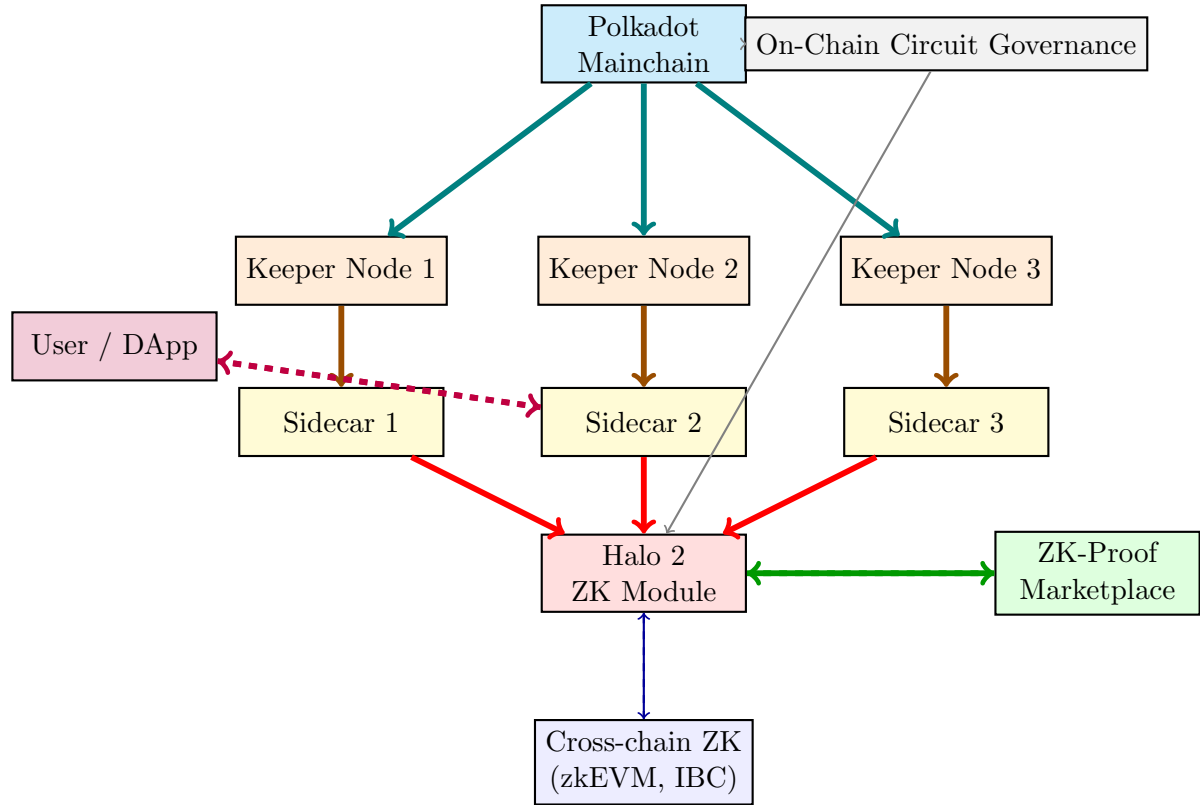 Polkadot
Mainchain
On-Chain Circuit Governance
Keeper Node 1
Keeper Node 2
Keeper Node 3
User / DApp
Sidecar 1
Sidecar 2
Sidecar 3
Halo 2
ZK Module
ZK-Proof
Marketplace
Cross-chain ZK
(zkEVM, IBC)